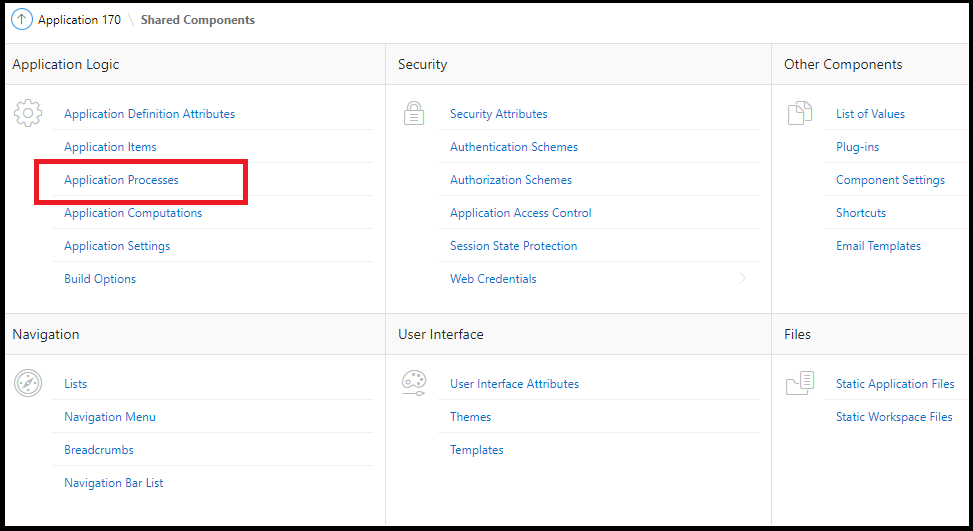 Application 170 \ Shared Components
Application Logic
Application Definition Attributes
Application Items
Application Processes
Application Computations
Application Settings
Build Options
Security
Security Attributes
Authentication Schemes
Authorization Schemes
Application Access Control
Session State Protection
Web Credentials
Other Components
List of Values
Plug-ins
Component Settings
Shortcuts
Email Templates
Navigation
Lists
Navigation Menu
Breadcrumbs
Navigation Bar List
User Interface
User Interface Attributes
Themes
Templates
Files
Static Application Files
Static Workspace Files